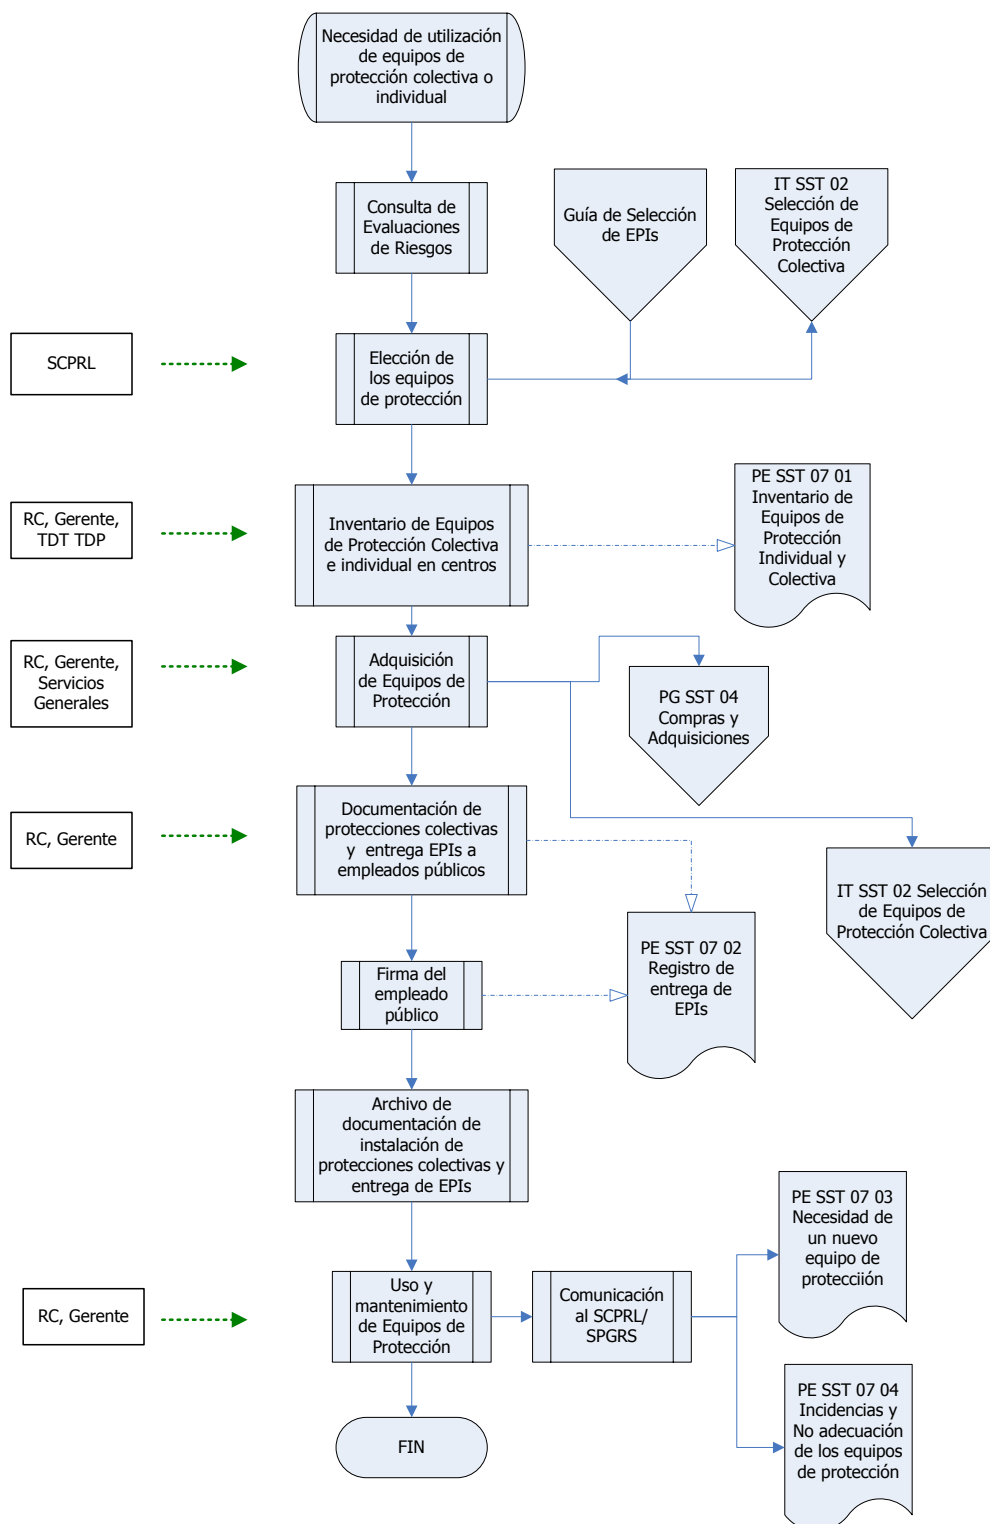 Necesidad de utilización
de equipos de
protección colectiva o
individual
Consulta de
Evaluaciones
de Riesgos
Guía de Selección
de EPIs
IT SST 02
Selección de
Equipos de
Protección
Colectiva
SCPRL
Elección de
los equipos
de protección
RC, Gerente,
TDT TDP
Inventario de Equipos
de Protección Colectiva
e individual en centros
PE SST 07 01
Inventario de
Equipos de
Protección
Individual y
Colectiva
RC, Gerente,
Servicios
Generales
Adquisición
de Equipos de
Protección
PG SST 04
Compras y
Adquisiciones
RC, Gerente
Documentación de
protecciones colectivas
y entrega EPIs a
empleados públicos
IT SST 02 Selección
de Equipos de
Protección Colectiva
PE SST 07 02
Registro de
entrega de
EPIs
Firma del
empleado
público
Archivo de
documentación de
instalación de
protecciones colectivas y
entrega de EPIs
PE SST 07 03
Necesidad de
un nuevo
equipo de
protecciión
RC, Gerente
Uso y
mantenimiento
de Equipos de
Protección
Comunicación
al SCPRL/
SPGRS
PE SST 07 04
Incidencias y
No adecuación
de los equipos
de protección
FIN